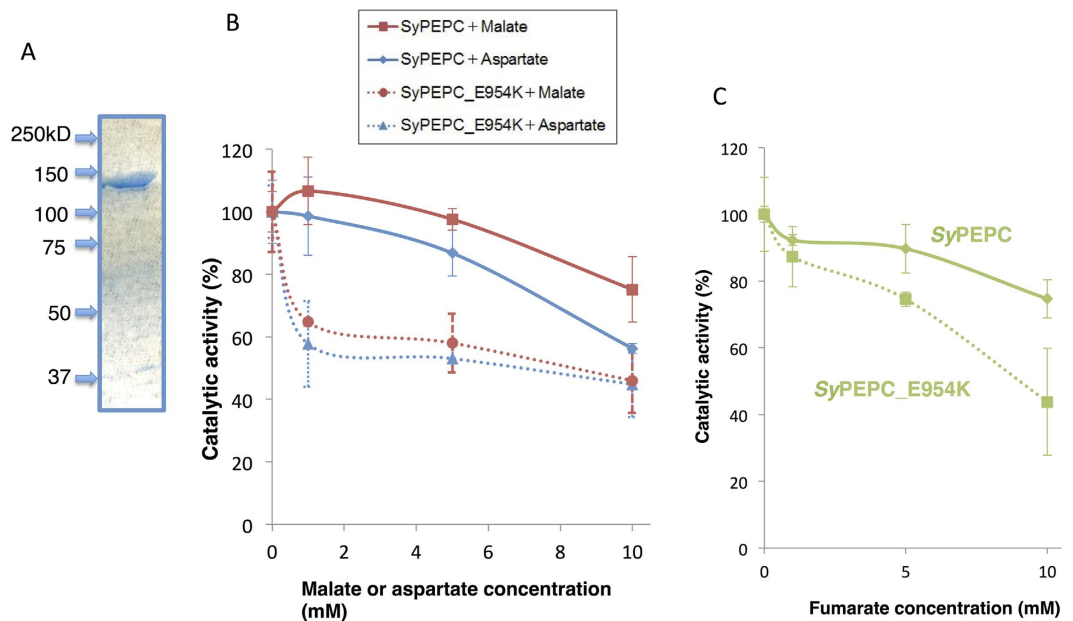 A
250kD
150
100
75
50
37
B
SyPEPC+Malate
SyPEPC+Aspartate
SyPEPC_E954K+Malate
SyPEPC_E954K+Aspartate
Catalytic activity (%)
120
100
80
60
40
20
0
0 2 4 6 8 10
Malate or aspartate concentration
(mM)
C
Catalytic activity (%)
120
100
80
60
40
80
20
0
SyPEPC
SyPEPC_E954K
0 5 10
Fumarate concentration (mM)